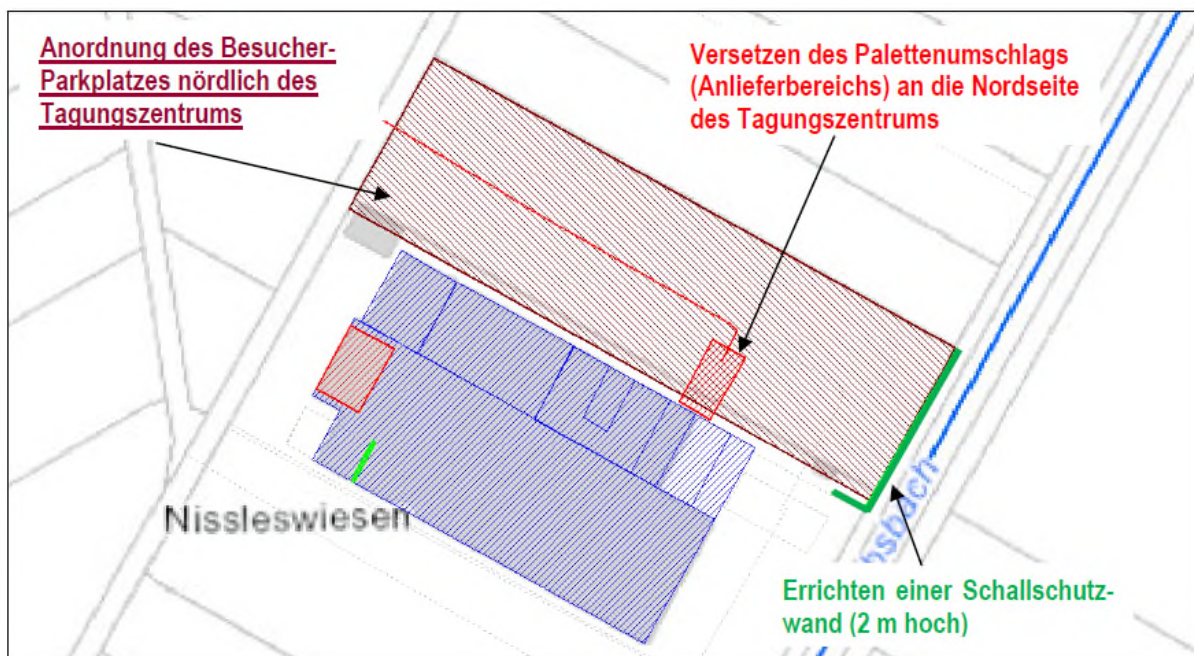 Anordnung des Besucher-
Parkplatzes nördlich des
Tagungszentrums
Versetzen des Palettenumschlags
(Anlieferbereichs) an die Nordseite
des Tagungszentrums
Nissleswiesen
Errichten einer Schallschutz-
wand (2 m hoch)